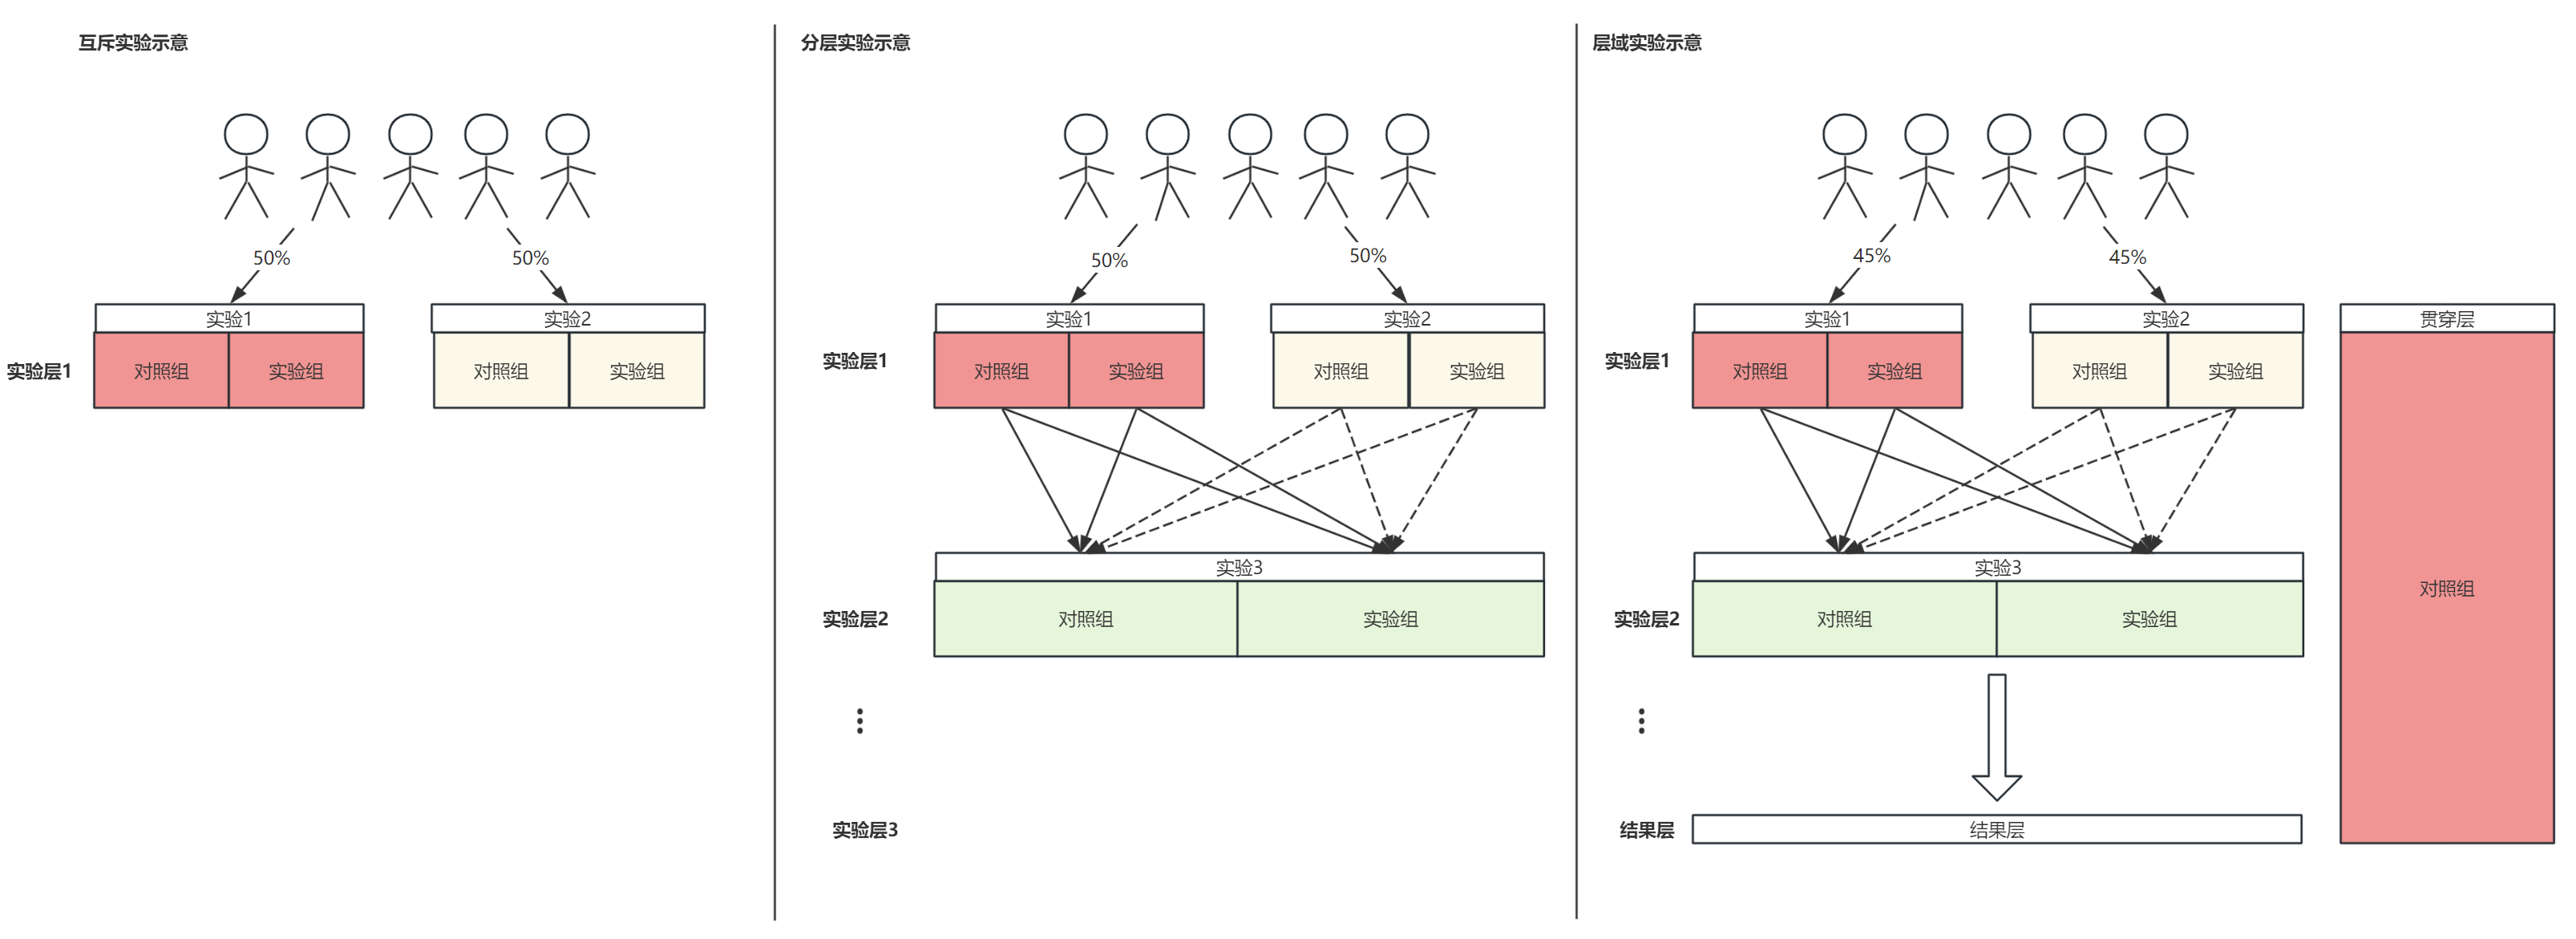 互斥实验示意
50%
50%
实验1
实验2
实验层1
对照组
实验组
对照组
实验组
分层实验示意
50%
50%
实验1
实验2
实验层1
对照组
实验组
对照组
实验组
实验3
实验层2
对照组
实验组
实验层3
层域实验示意
45%
45%
实验1
实验2
贯穿层
实验层1
对照组
实验组
对照组
实验组
实验3
对照组
实验层2
对照组
实验组
结果层
结果层